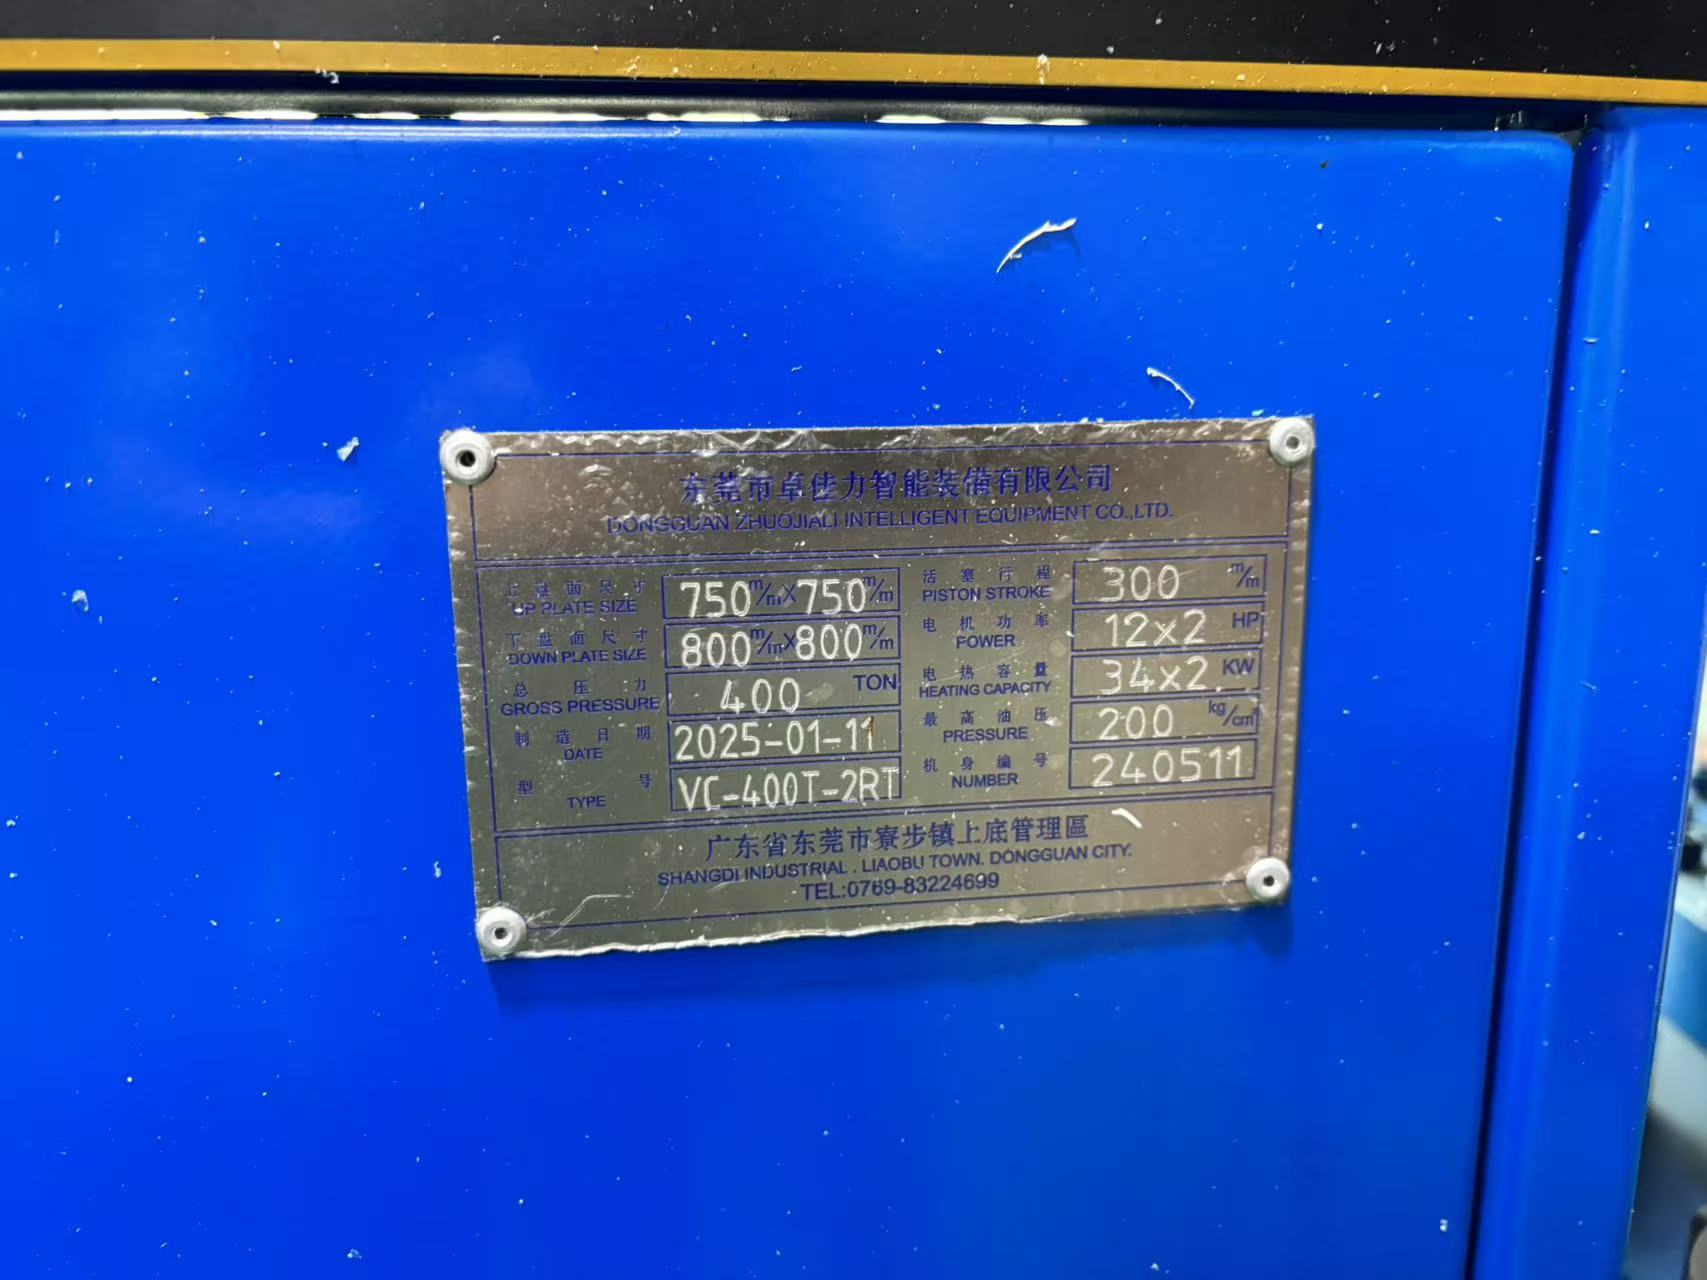 东莞市卓佳力智能装備有限公司
DONGGUAN ZHUOJIALI INTELLIGENT EQUIPMENT CO.,LTD.
上盘面尺寸 750m/m×750m/m
UP PLATE SIZE
下盘面尺寸 800m/m×800m/m
DOWN PLATE SIZE
总压力 400 TON
GROSS PRESSURE
制造日期 2025-01-11
DATE
型号 VC-400T-2RT
TYPE
活塞行程 300 m/m
PISTON STROKE
电机功率 12×2 HP
POWER
电热容量 34×2 KW
HEATING CAPACITY
最高油压 200 kg/cm²
PRESSURE
机身编号 240511
NUMBER
广东省东莞市寮步镇上底管理區
SHANGDI INDUSTRIAL . LIAOBU TOWN. DONGGUAN CITY.
TEL:0769-83224699